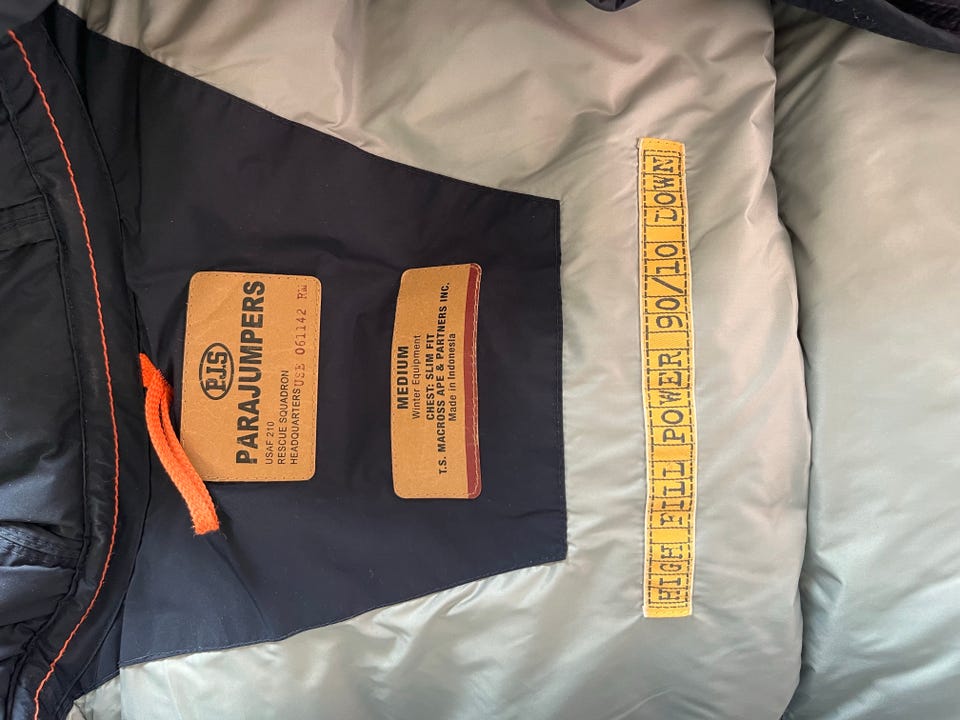 P.J.S
PARAJUMPERS
USAF 210
RESCUE SQUADRON
HEADQUARTERS USE 061142 RW
MEDIUM
Winter Equipment
CHEST: SLIM FIT
T.S. MACROSS APE & PARTNERS INC.
Made in Indonesia
HIGH FILL POWER 90/10 DOWN